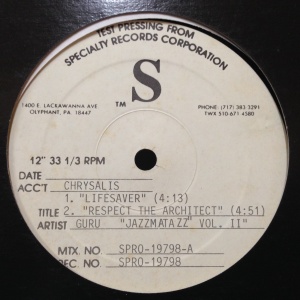 TEST PRESSING FROM
SPECIALTY RECORDS CORPORATION
S
TM
1400 E. LACKAWANNA AVE
OLYPHANT, PA. 18447
PHONE: (717) 383 3291
TWX 510 671 4580
12" 33 1/3 RPM
DATE
ACC'T CHRYSALIS
1. "LIFESAVER" (4:13)
TITLE 2. "RESPECT THE ARCHITECT" (4:51)
ARTIST GURU "JAZZMATAZZ" VOL. II"
MTX. NO. SPRO-19798-A
REC. NO. SPRO-19798